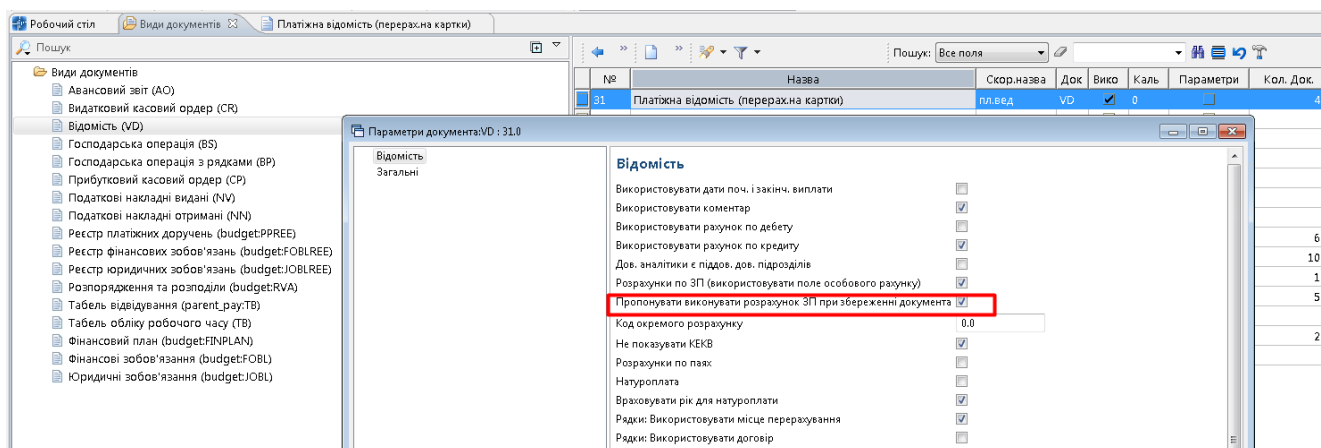 Робочий стіл
Види документів
Платіжна відомість (перерах.на картки)
Пошук
Пошук: Все поля
Види документів
Авансовий звіт (АО)
Видатковий касовий ордер (CR)
Відомість (VD)
Господарська операція (BS)
Господарська операція з рядками (BP)
Прибутковий касовий ордер (CP)
Податкові накладні видані (NV)
Податкові накладні отримані (NN)
Реєстр платіжних доручень (budget:PPREE)
Реєстр фінансових зобов'язань (budget:FOBLREE)
Реєстр юридичних зобов'язань (budget:JOBLREE)
Розпорядження та розподіли (budget:RVA)
Табель відвідування (parent_pay:TB)
Табель обліку робочого часу (TB)
Фінансовий план (budget:FINPLAN)
Фінансові зобов'язання (budget:FOBL)
Юридичні зобов'язання (budget:JOBL)
№ Назва Скор.назва Док Вико Каль Параметри Кол. Док.
31 Платіжна відомість (перерах.на картки) пл.вед VD 0 4
Параметри документа:VD : 31.0
Відомість
Загальні
Відомість
Використовувати дати поч. і закінч. виплати
Використовувати коментар
Використовувати рахунок по дебету
Використовувати рахунок по кредиту
Дов. аналітики є піддов. дов. підрозділів
Розрахунки по ЗП (використовувати поле особового рахунку)
Пропонувати виконувати розрахунок ЗП при збереженні документа
Код окремого розрахунку 0.0
Не показувати КЕКВ
Розрахунки по паях
Натуроплата
Враховувати рік для натуроплати
Рядки: Використовувати місце перерахування
Рядки: Використовувати договір
6
10
1
5
2